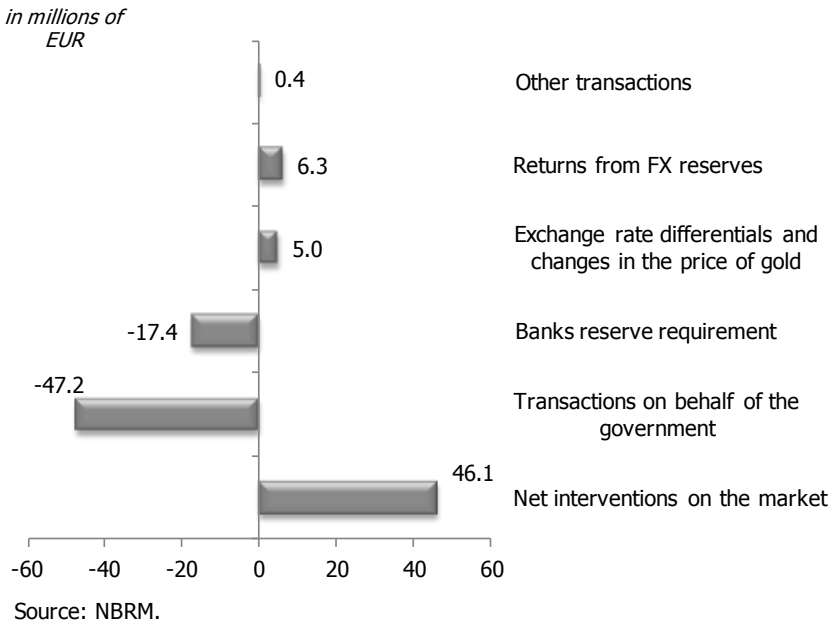 in millions of
EUR
0.4
Other transactions
6.3
Returns from FX reserves
5.0
Exchange rate differentials and
changes in the price of gold
-17.4
Banks reserve requirement
-47.2
Transactions on behalf of the
government
46.1
Net interventions on the market
-60 -40 -20 0 20 40 60
Source: NBRM.